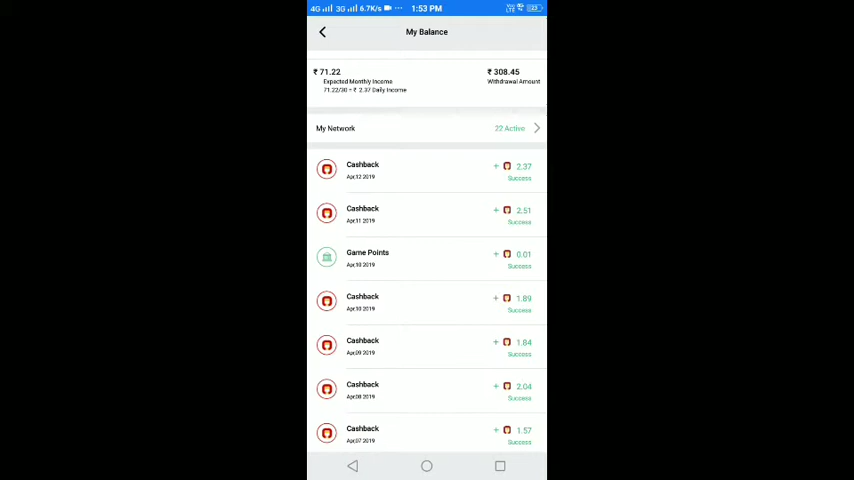 4G 3G 6.7K/s ... 1:53 PM 23
My Balance
₹ 71.22 ₹ 308.45
Expected Monthly Income Withdrawal Amount
71.22/30 = ₹ 2.37 Daily Income
My Network 22 Active
Cashback + 2.37
Apr,12 2019 Success
Cashback + 2.51
Apr,11 2019 Success
Game Points + 0.01
Apr,10 2019 Success
Cashback + 1.89
Apr,10 2019 Success
Cashback + 1.84
Apr,09 2019 Success
Cashback + 2.04
Apr,08 2019 Success
Cashback + 1.57
Apr,07 2019 Success